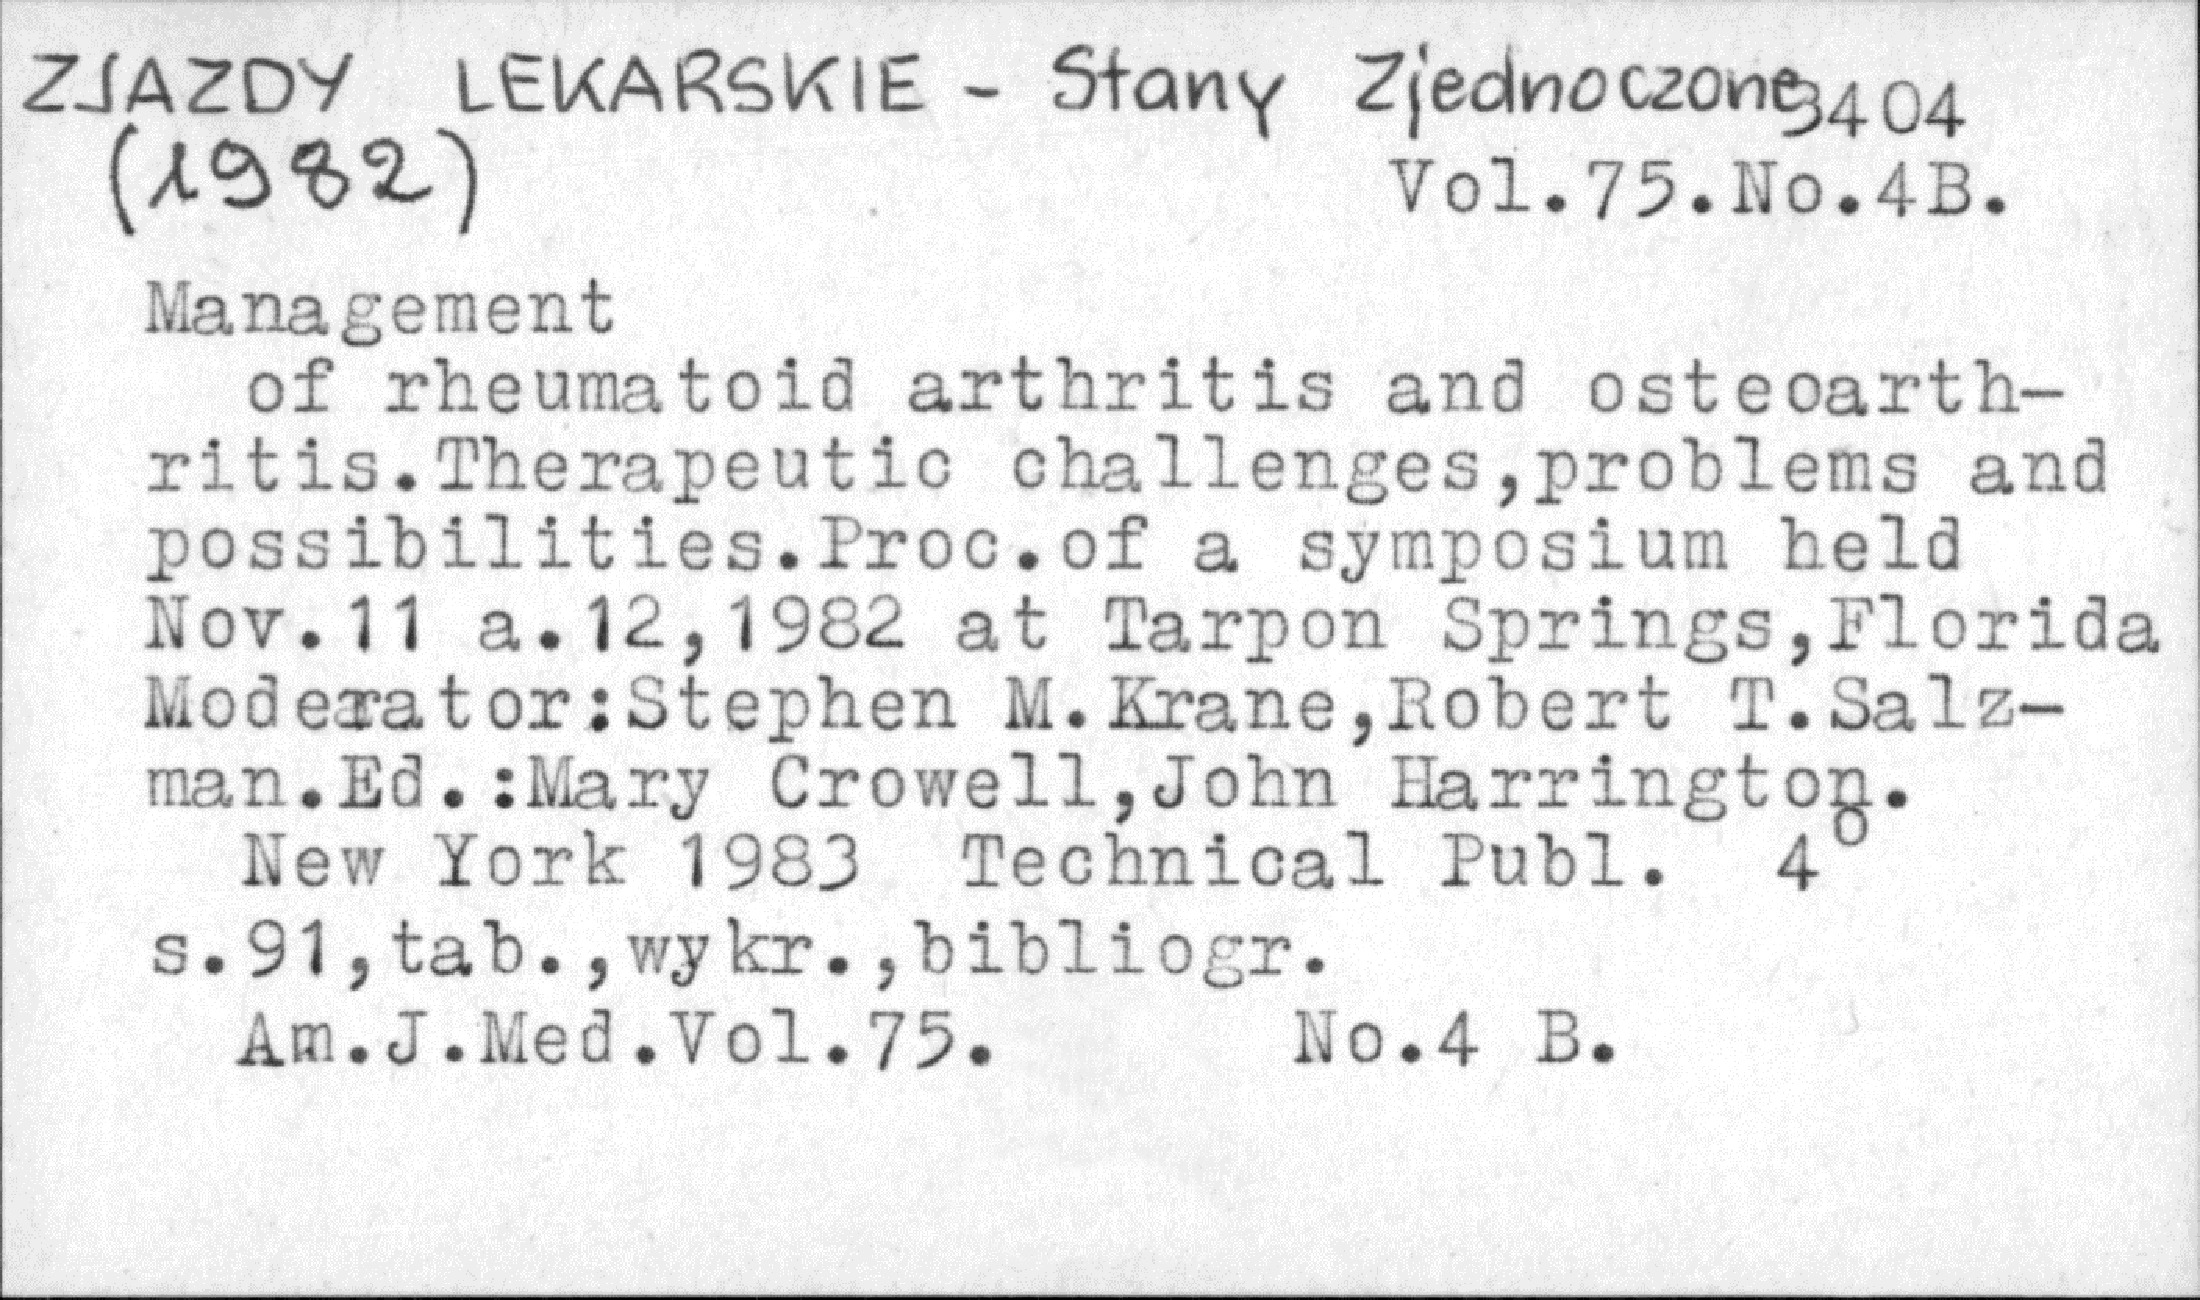 ZJAZDY LEKARSKIE - Stany Zjednoczone 3404
(1982) Vol.75.No.4B.
Management
of rheumatoid arthritis and osteoarth-
ritis.Therapeutic challenges,problems and
possibilities.Proc.of a symposium held
Nov.11 a.12,1982 at Tarpon Springs,Florida
Moderator:Stephen M.Krane,Robert T.Salz-
man.Ed.:Mary Crowell,John Harrington.
New York 1983 Technical Publ. 4°
s.91,tab.,wykr.,bibliogr.
Am.J.Med.Vol.75. No.4 B.